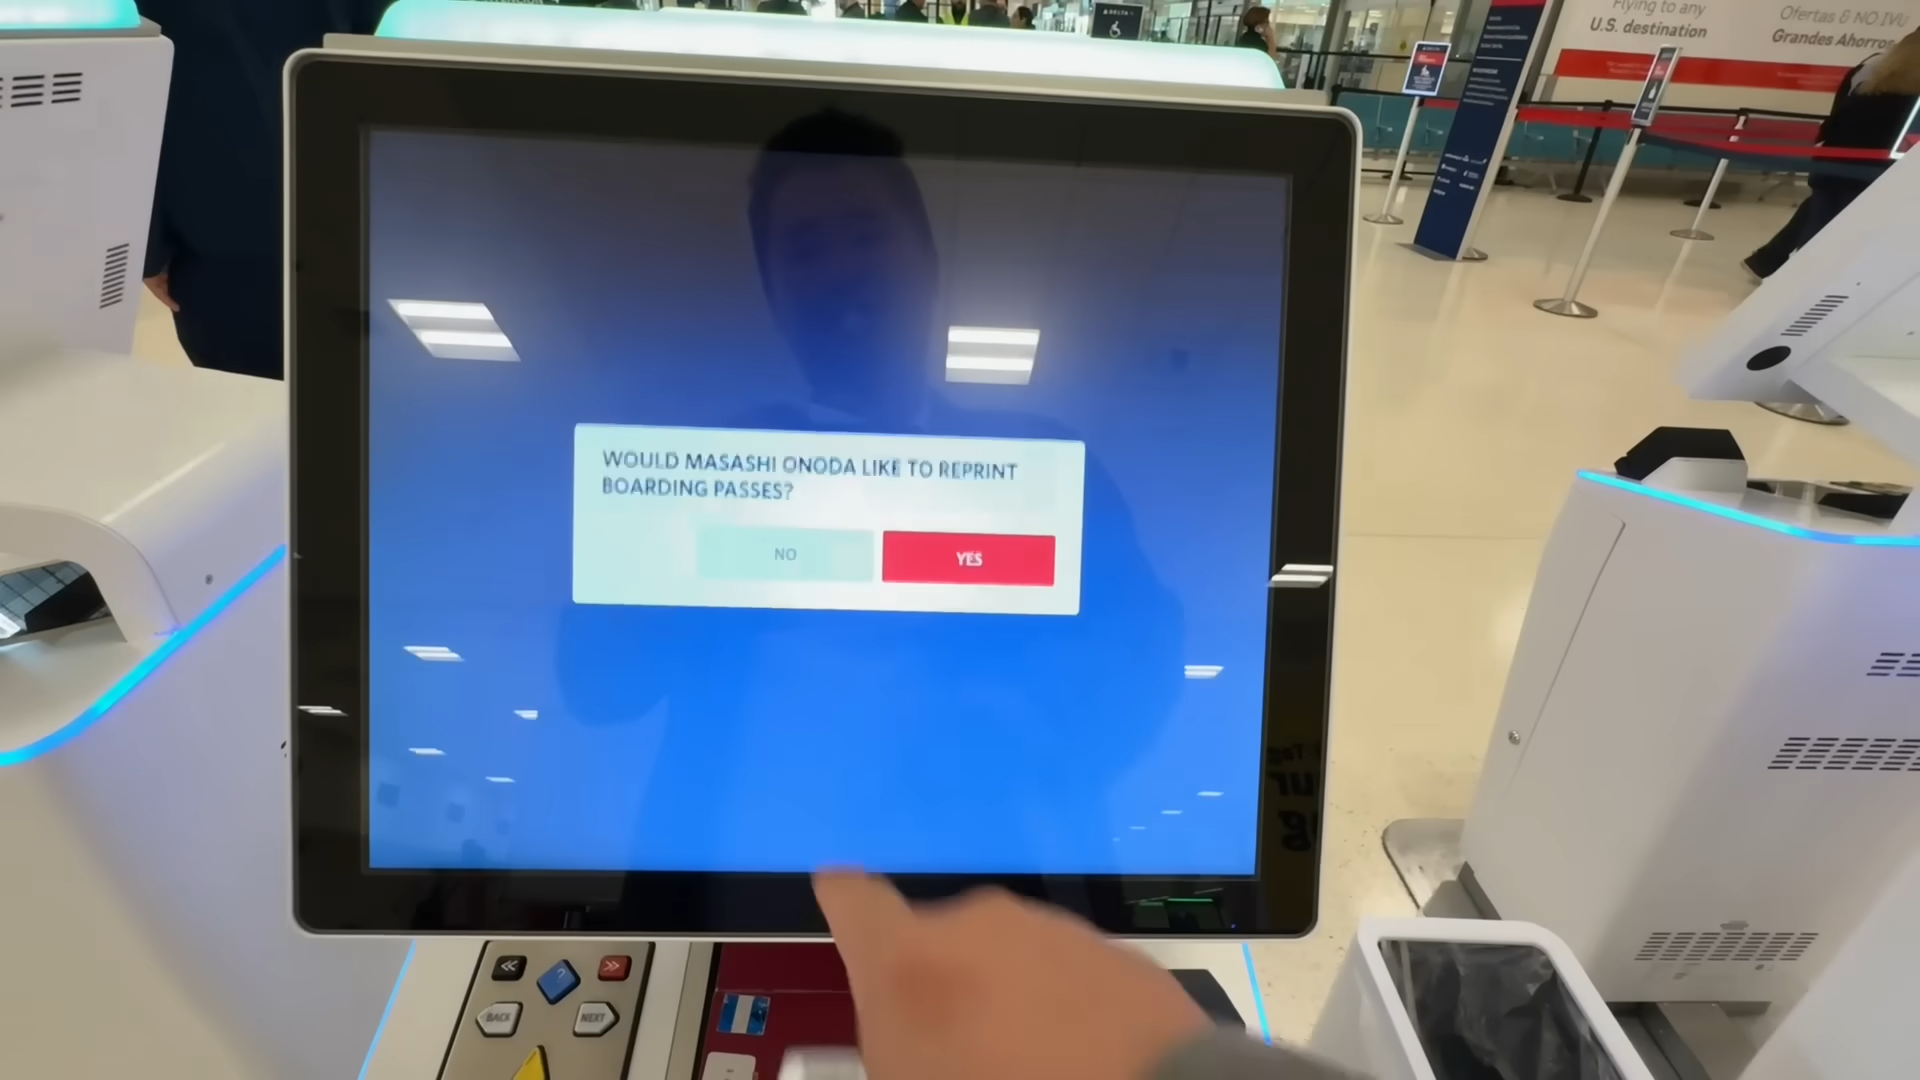 WOULD MASASHI ONODA LIKE TO REPRINT
BOARDING PASSES?
NO
YES
Flying to any
U.S. destination
Ofertas & NO IVU
Grandes Ahorros
DELTA
BACK
?
NEXT